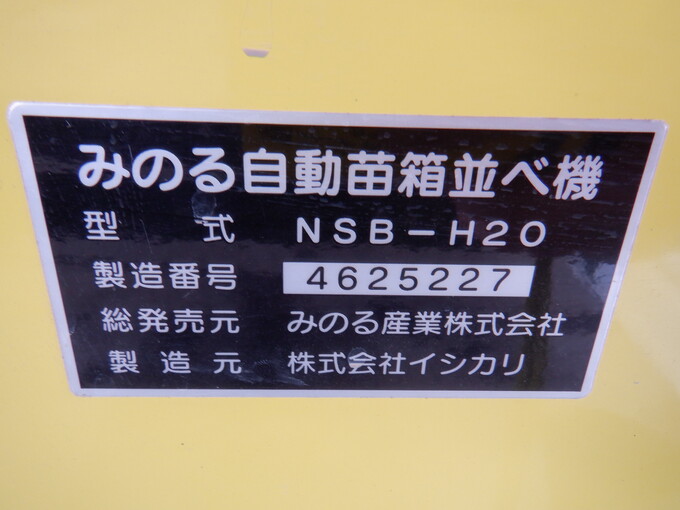 みのる自動苗箱並べ機
型式 NSB-H20
製造番号 4625227
総発売元 みのる産業株式会社
製造元 株式会社イシカリ